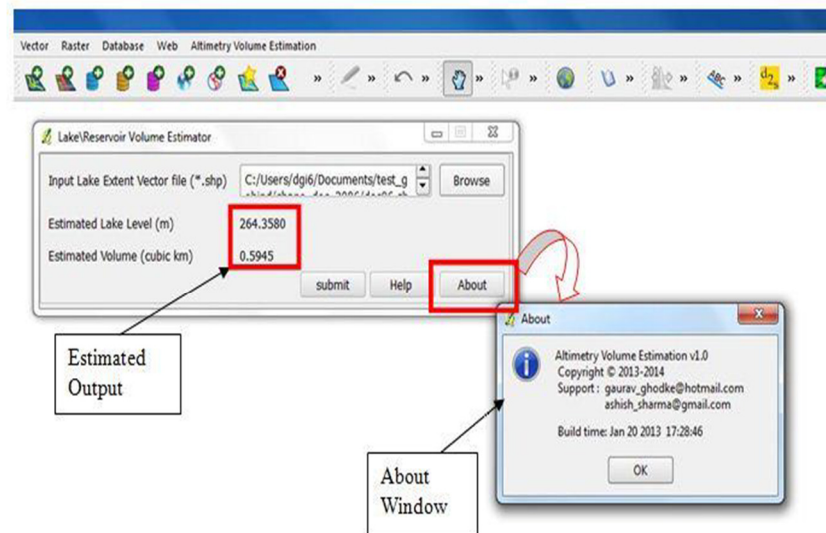 Vector Raster Database Web Altimetry Volume Estimation
Lake\Reservoir Volume Estimator
Input Lake Extent Vector file (*.shp)
C:/Users/dgi6/Documents/test_g
Browse
Estimated Lake Level (m) 264.3580
Estimated Volume (cubic km) 0.5945
submit Help About
Estimated
Output
About
Altimetry Volume Estimation v1.0
Copyright © 2013-2014
Support : gaurav_ghodke@hotmail.com
ashish_sharma@gmail.com
Build time: Jan 20 2013 17:28:46
OK
About
Window